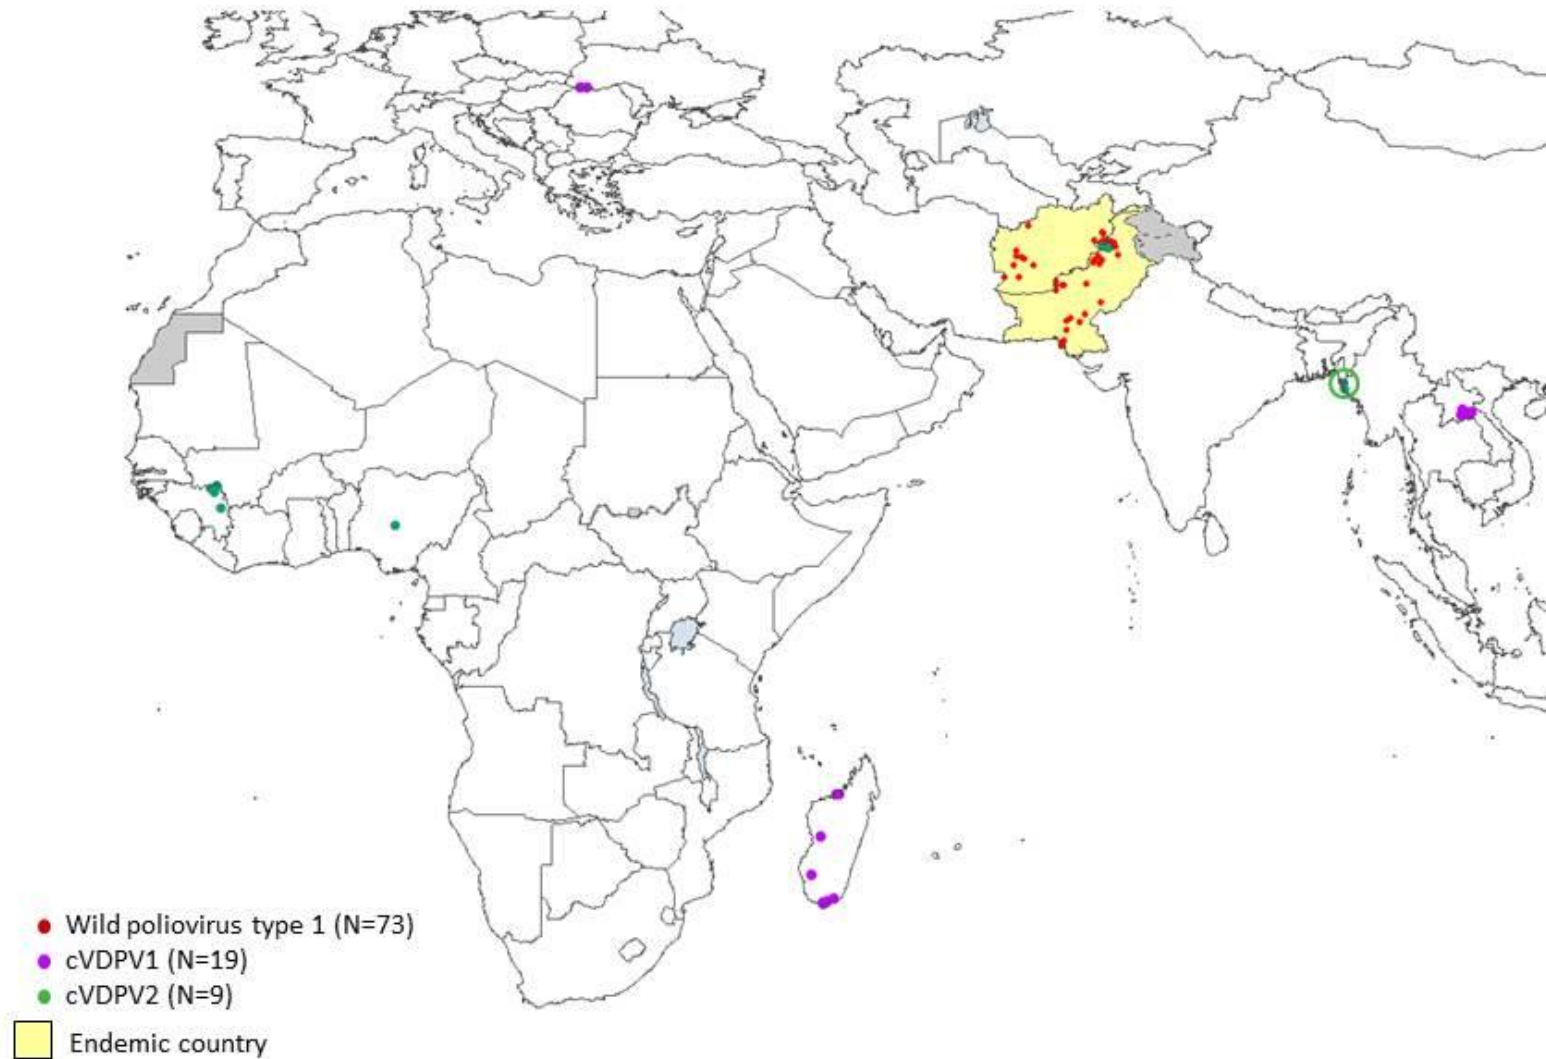 Wild poliovirus type 1 (N=73)
cVDPV1 (N=19)
cVDPV2 (N=9)
Endemic country